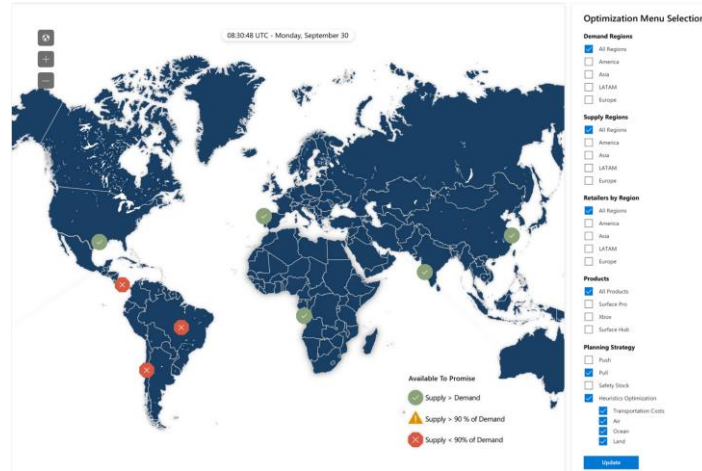 08:30:48 UTC - Monday, September 30
Available To Promise
Supply > Demand
Supply > 90 % of Demand
Supply < 90% of Demand
Optimization Menu Selection
Demand Regions
All Regions
America
Asia
LATAM
Europe
Supply Regions
All Regions
America
Asia
LATAM
Europe
Retailers by Region
All Regions
America
Asia
LATAM
Europe
Products
All Products
Surface Pro
Xbox
Surface Hub
Planning Strategy
Push
Pull
Safety Stock
Heuristics Optimization
Transportation Costs
Air
Ocean
Land
Update